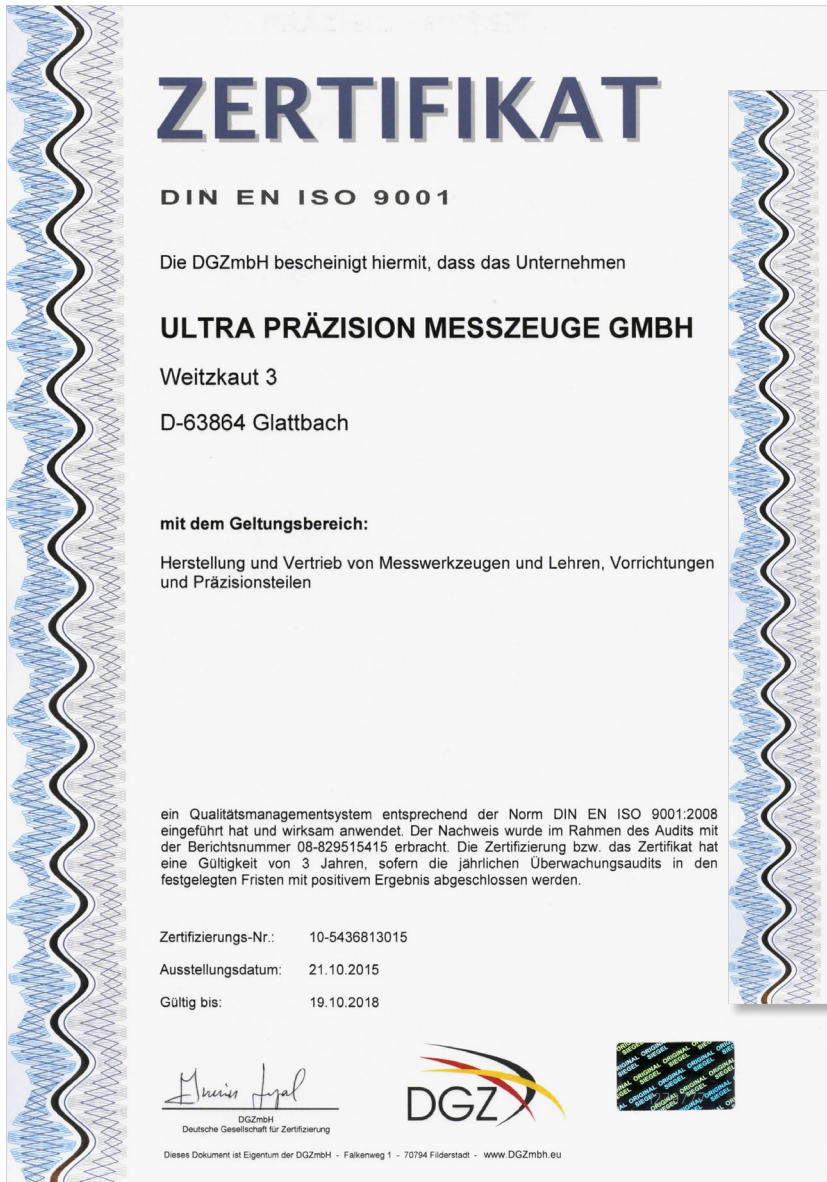 ZERTIFIKAT
DIN EN ISO 9001
Die DGZmbH bescheinigt hiermit, dass das Unternehmen
ULTRA PRÄZISION MESSZEUGE GMBH
Weitzkaut 3
D-63864 Glattbach
mit dem Geltungsbereich:
Herstellung und Vertrieb von Messwerkzeugen und Lehren, Vorrichtungen
und Präzisionsteilen
ein Qualitätsmanagementsystem entsprechend der Norm DIN EN ISO 9001:2008
eingeführt hat und wirksam anwendet. Der Nachweis wurde im Rahmen des Audits mit
der Berichtsnummer 08-829515415 erbracht. Die Zertifizierung bzw. das Zertifikat hat
eine Gültigkeit von 3 Jahren, sofern die jährlichen Überwachungsaudits in den
festgelegten Fristen mit positivem Ergebnis abgeschlossen werden.
Zertifizierungs-Nr.: 10-5436813015
Ausstellungsdatum: 21.10.2015
Gültig bis: 19.10.2018
DGZmbH
Deutsche Gesellschaft für Zertifizierung
DGZ
ORIGINAL SIEGEL
Dieses Dokument ist Eigentum der DGZmbH - Falkenweg 1 - 70794 Filderstadt - www.DGZmbh.eu